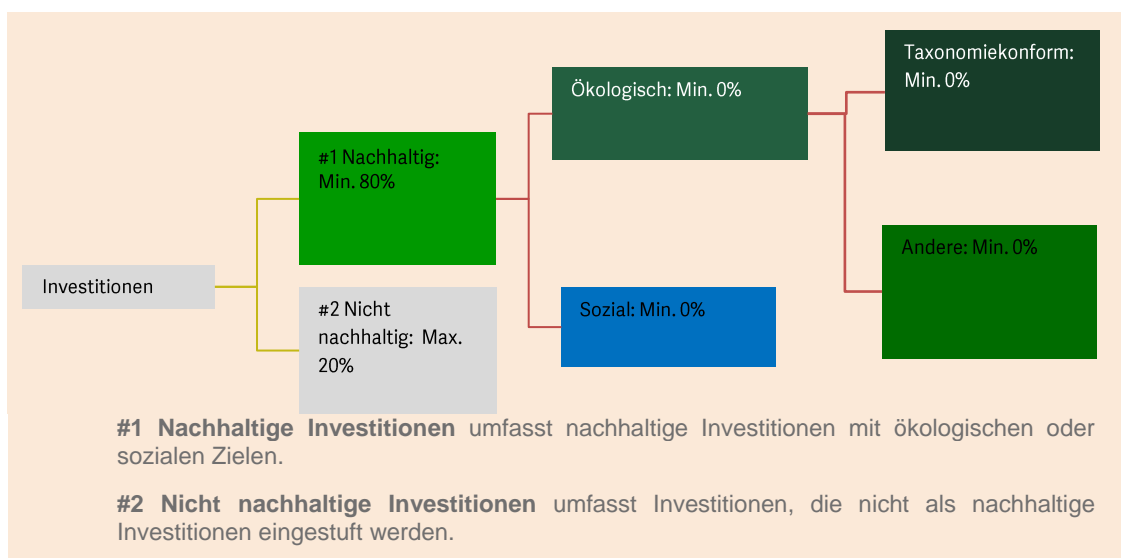 Taxonomiekonform:
Min. 0%
Ökologisch: Min. 0%
#1 Nachhaltig:
Min. 80%
Andere: Min. 0%
Investitionen
#2 Nicht
nachhaltig: Max.
20%
Sozial: Min. 0%
#1 Nachhaltige Investitionen umfasst nachhaltige Investitionen mit ökologischen oder
sozialen Zielen.
#2 Nicht nachhaltige Investitionen umfasst Investitionen, die nicht als nachhaltige
Investitionen eingestuft werden.